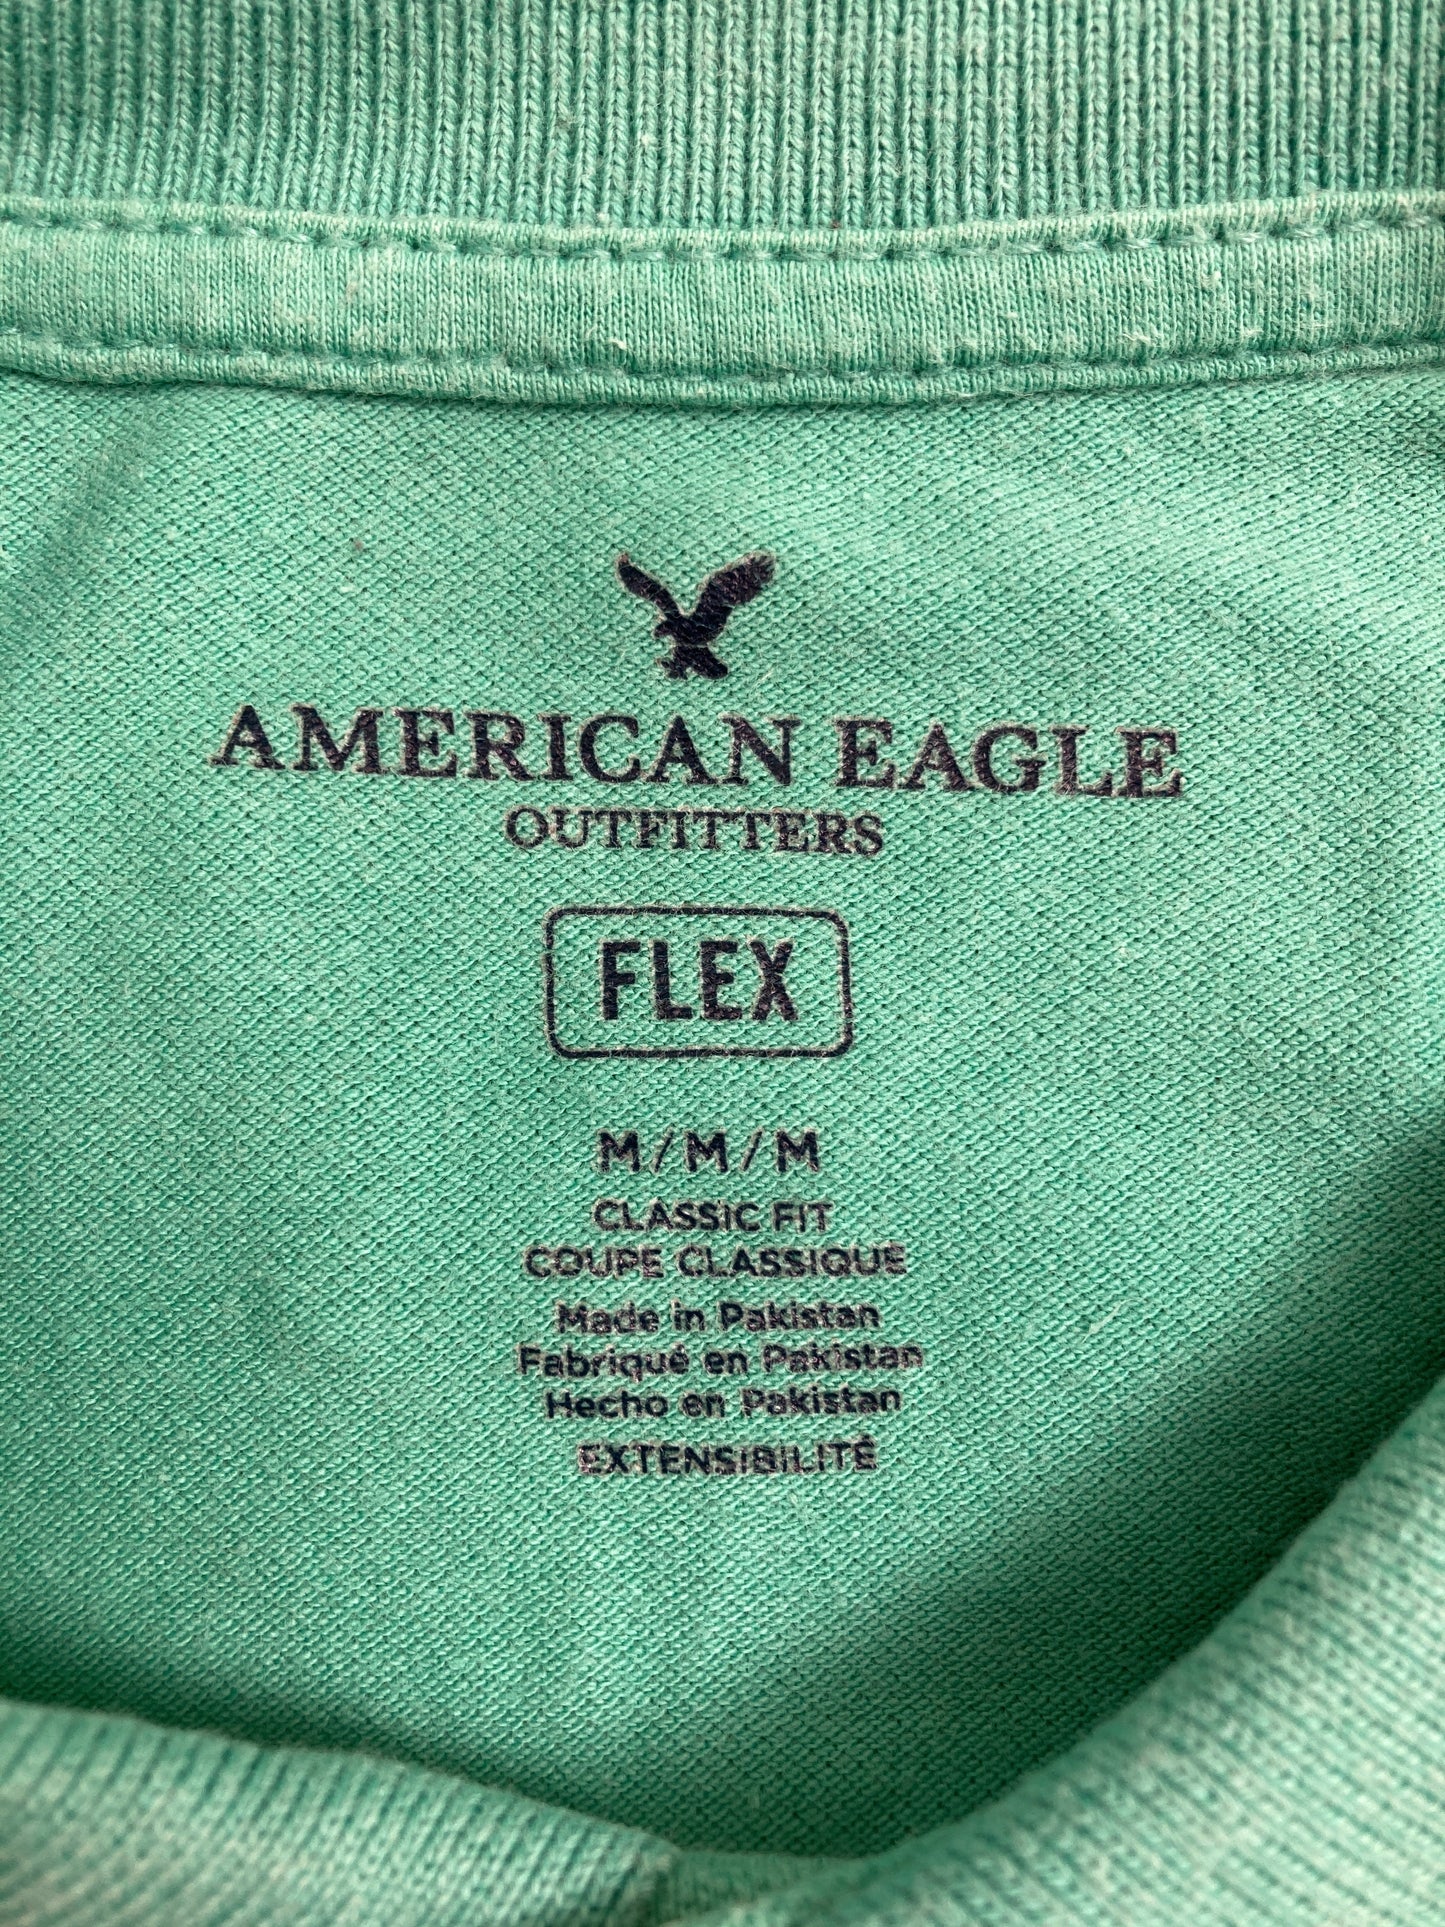 AMERICAN EAGLE
OUTFITTERS
FLEX
M/M/M
CLASSIC FIT
COUPE CLASSIQUE
Made in Pakistan
Fabriqué en Pakistan
Hecho en Pakistan
EXTENSIBILITÉ